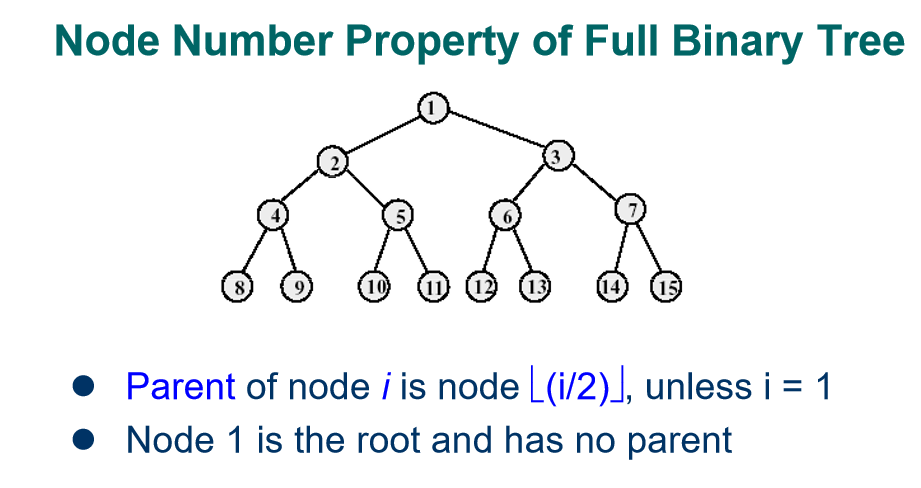 Node Number Property of Full Binary Tree
1
2 3
4 5 6 7
8 9 10 11 12 13 14 15
● Parent of node i is node ⌊(i/2)⌋, unless i = 1
● Node 1 is the root and has no parent